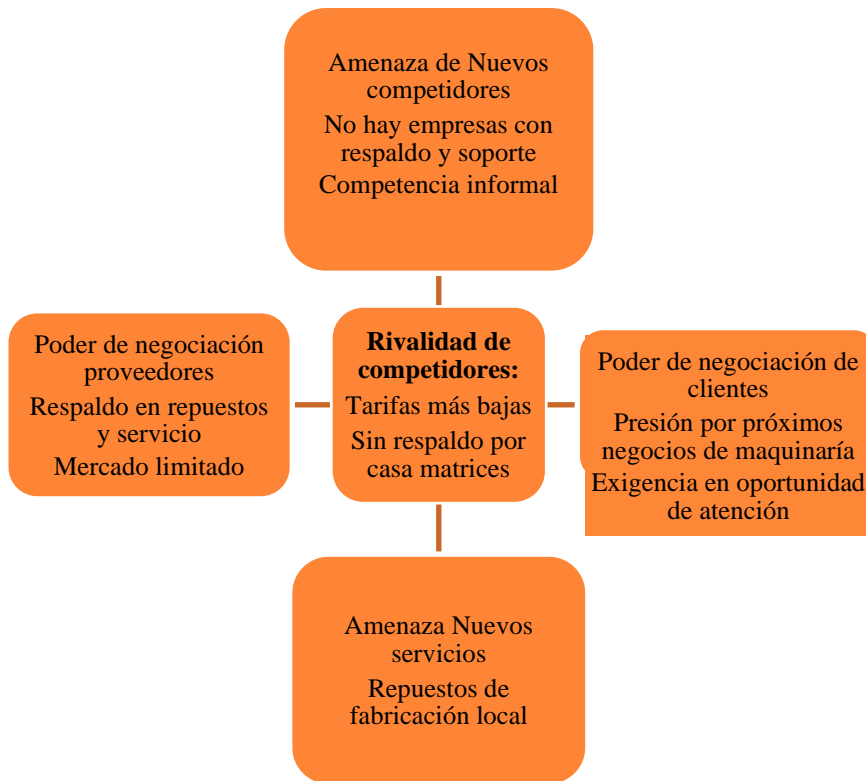 Amenaza de Nuevos
competidores
No hay empresas con
respaldo y soporte
Competencia informal
Poder de negociación
proveedores
Respaldo en repuestos
y servicio
Mercado limitado
Rivalidad de
competidores:
Tarifas más bajas
Sin respaldo por
casa matrices
Poder de negociación de
clientes
Presión por próximos
negocios de maquinaría
Exigencia en oportunidad
de atención
Amenaza Nuevos
servicios
Repuestos de
fabricación local